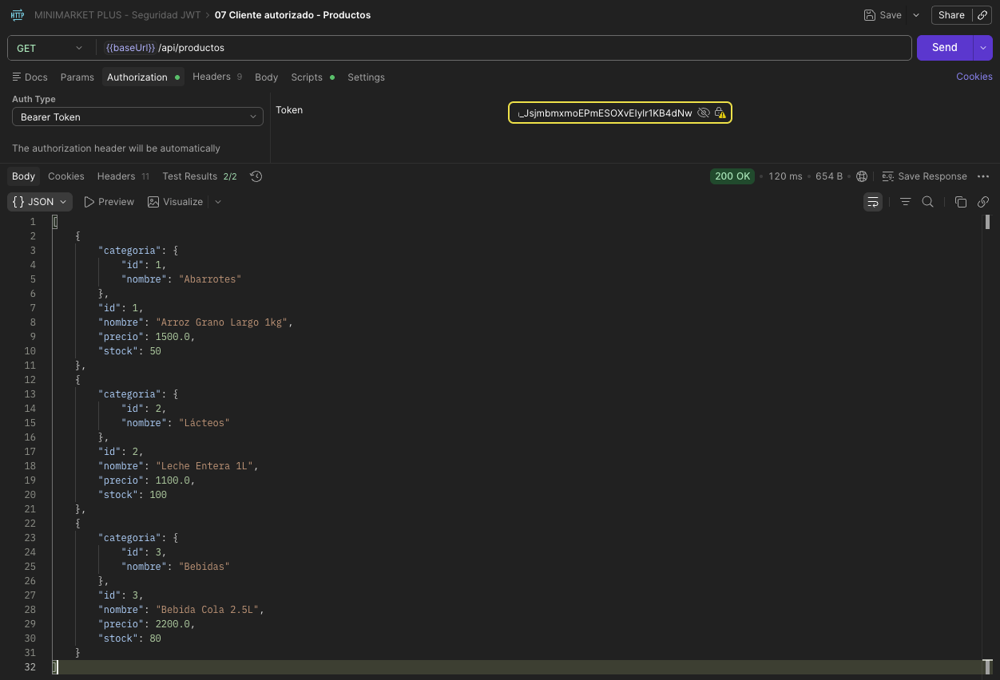 HTTP MINIMARKET PLUS - Seguridad JWT > 07 Cliente autorizado - Productos Save Share
GET {{baseUrl}} /api/productos Send
Docs Params Authorization Headers 9 Body Scripts Settings Cookies
Auth Type
Bearer Token
Token
_JsjmbmxmoEPmESOXvEIyIr1KB4dNw
The authorization header will be automatically
Body Cookies Headers 11 Test Results 2/2 200 OK • 120 ms • 654 B e.g. Save Response
{} JSON Preview Visualize
1 [
2 {
3 "categoria": {
4 "id": 1,
5 "nombre": "Abarrotes"
6 },
7 "id": 1,
8 "nombre": "Arroz Grano Largo 1kg",
9 "precio": 1500.0,
10 "stock": 50
11 },
12 {
13 "categoria": {
14 "id": 2,
15 "nombre": "Lácteos"
16 },
17 "id": 2,
18 "nombre": "Leche Entera 1L",
19 "precio": 1100.0,
20 "stock": 100
21 },
22 {
23 "categoria": {
24 "id": 3,
25 "nombre": "Bebidas"
26 },
27 "id": 3,
28 "nombre": "Bebida Cola 2.5L",
29 "precio": 2200.0,
30 "stock": 80
31 }
32 ]